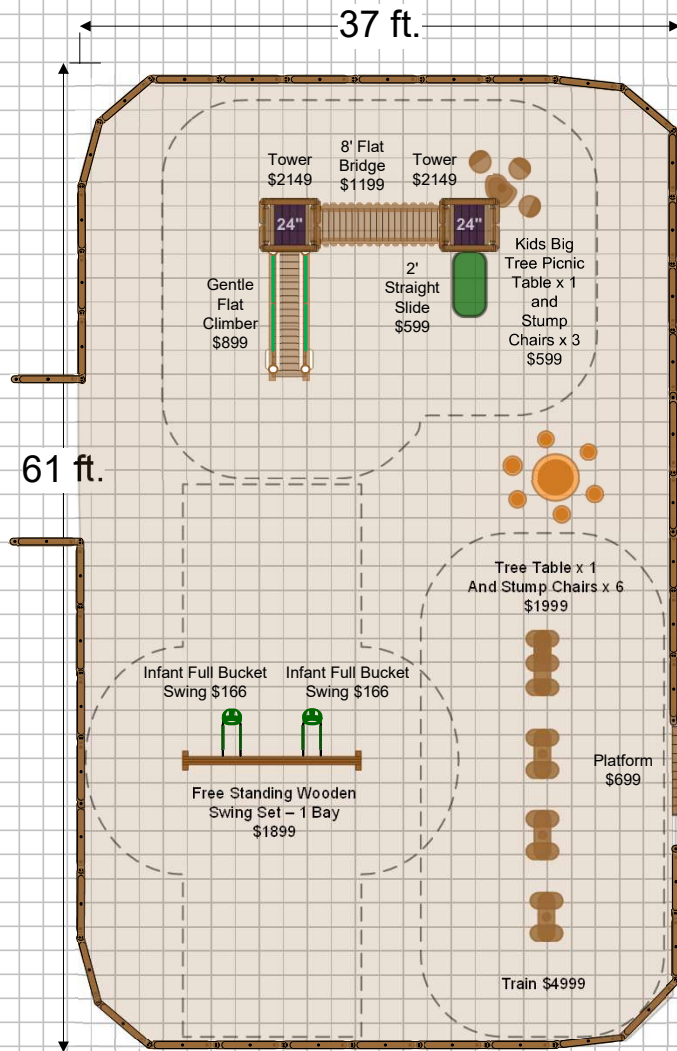 37 ft.
8' Flat
Bridge
$1199
Tower
$2149
Tower
$2149
24"
24"
Gentle
Flat
Climber
$899
2'
Straight
Slide
$599
Kids Big
Tree Picnic
Table x 1
and
Stump
Chairs x 3
$599
61 ft.
Tree Table x 1
And Stump Chairs x 6
$1999
Infant Full Bucket
Swing $166
Infant Full Bucket
Swing $166
Platform
$699
Free Standing Wooden
Swing Set – 1 Bay
$1899
Train $4999